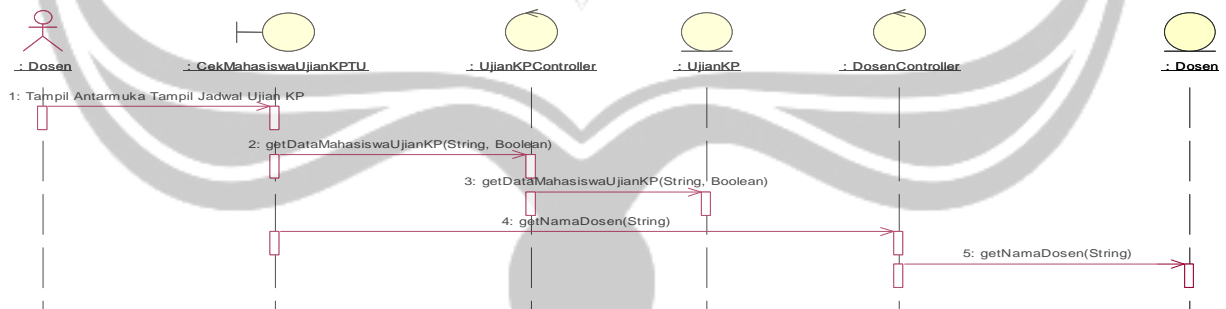 : Dosen
: CekMahasiswaUjianKPTU
: UjianKPController
: UjianKP
: DosenController
: Dosen
1: Tampil Antarmuka Tampil Jadwal Ujian KP
2: getDataMahasiswaUjianKP(String, Boolean)
3: getDataMahasiswaUjianKP(String, Boolean)
4: getNamaDosen(String)
5: getNamaDosen(String)